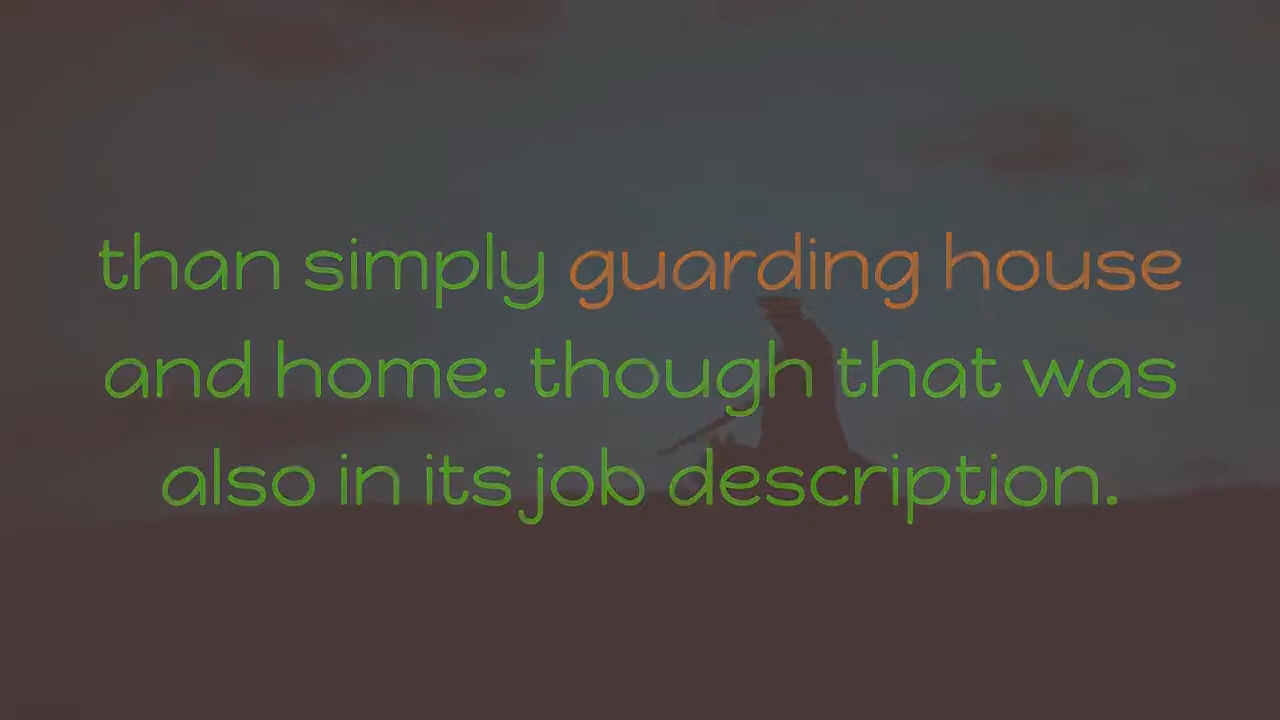 than simply guarding house
and home. though that was
also in its job description.